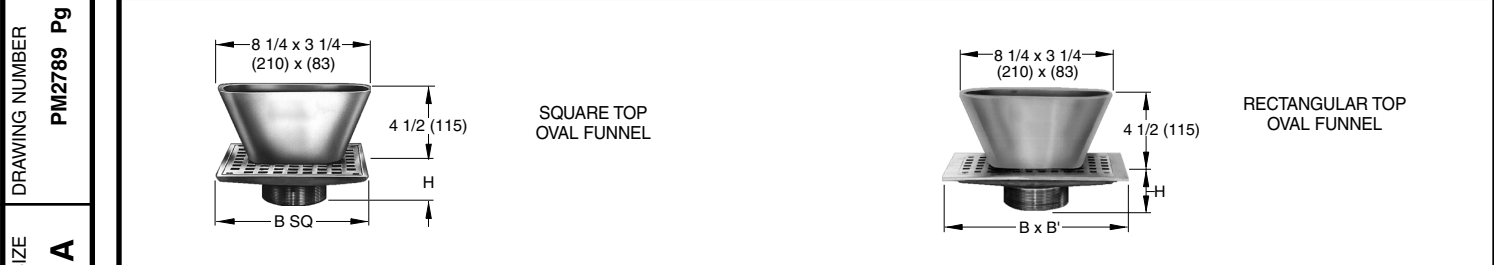 DRAWING NUMBER
PM2789 Pg
SIZE
A
8 1/4 x 3 1/4
(210) x (83)
4 1/2 (115)
H
B SQ
SQUARE TOP
OVAL FUNNEL
8 1/4 x 3 1/4
(210) x (83)
4 1/2 (115)
H
B x B'
RECTANGULAR TOP
OVAL FUNNEL